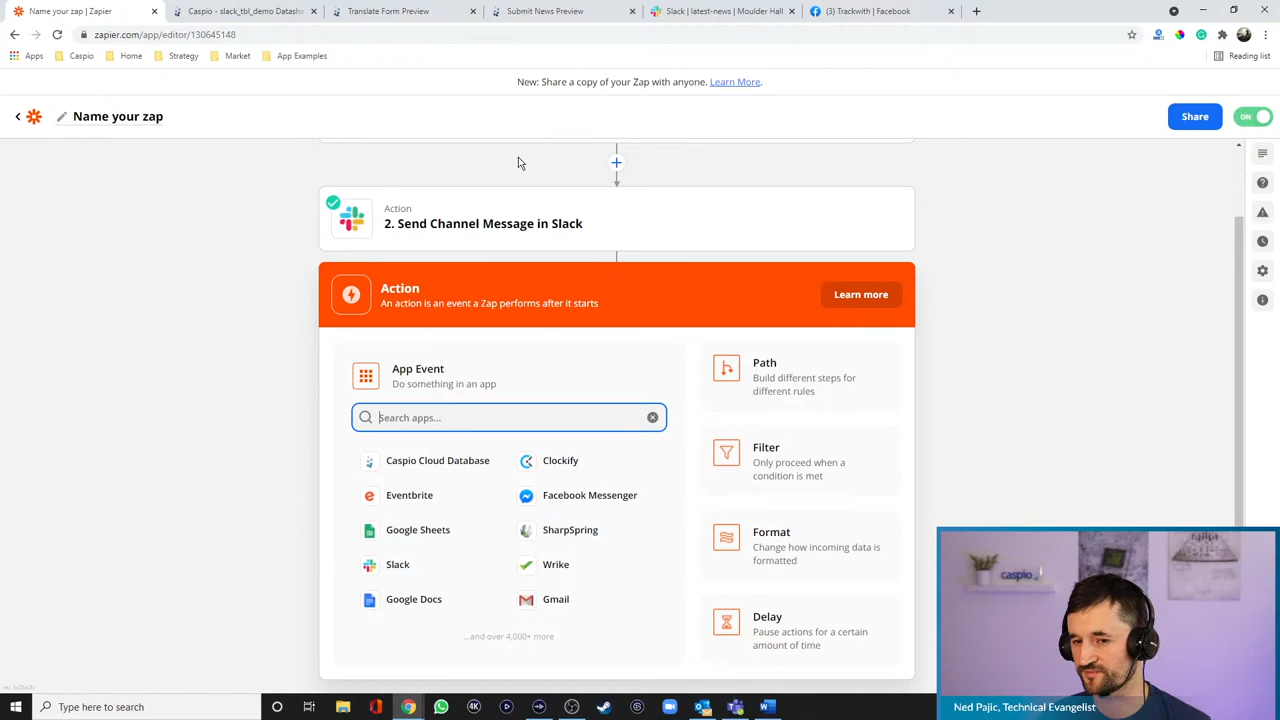 Name your zap | Zapier
Caspio - slack_tbl_demo Datashe
Translate Form Preview
Submit News Preview
Slack | latest-news | Moulder Hall
(3) Trackwith | Facebook
zapier.com/app/editor/130645148
Apps
Caspio
Home
Strategy
Market
App Examples
Reading list
New: Share a copy of your Zap with anyone. Learn More.
Name your zap
Share
ON
Action
2. Send Channel Message in Slack
Action
An action is an event a Zap performs after it starts
Learn more
App Event
Do something in an app
Search apps...
Caspio Cloud Database
Clockify
Eventbrite
Facebook Messenger
Google Sheets
SharpSpring
Slack
Wrike
Google Docs
Gmail
...and over 4,000+ more
Path
Build different steps for
different rules
Filter
Only proceed when a
condition is met
Format
Change how incoming data is
formatted
Delay
Pause actions for a certain
amount of time
caspio
Ned Pajic, Technical Evangelist
Type here to search